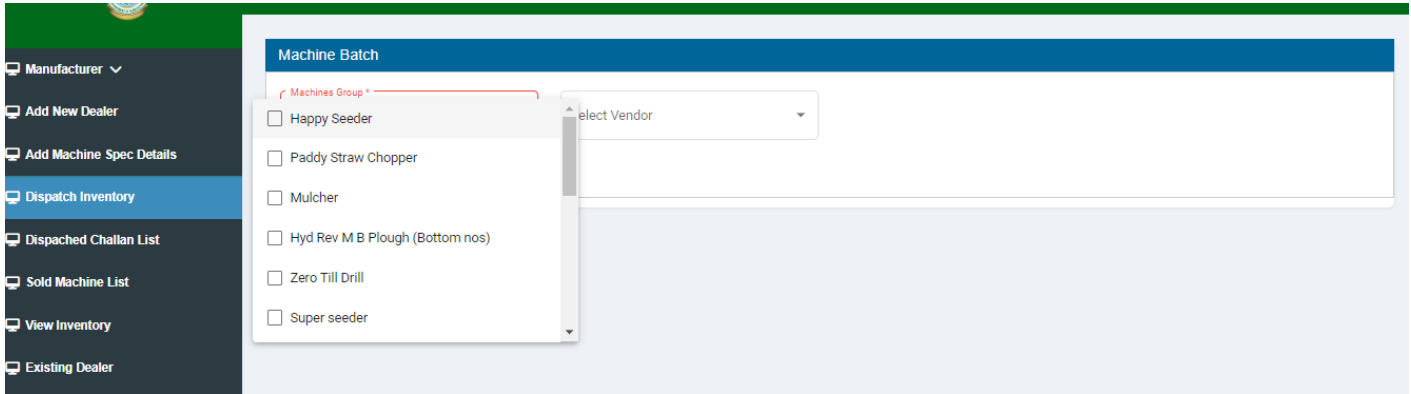 Manufacturer
Add New Dealer
Add Machine Spec Details
Dispatch Inventory
Dispached Challan List
Sold Machine List
View Inventory
Existing Dealer
Machine Batch
Machines Group *
elect Vendor
Happy Seeder
Paddy Straw Chopper
Mulcher
Hyd Rev M B Plough (Bottom nos)
Zero Till Drill
Super seeder